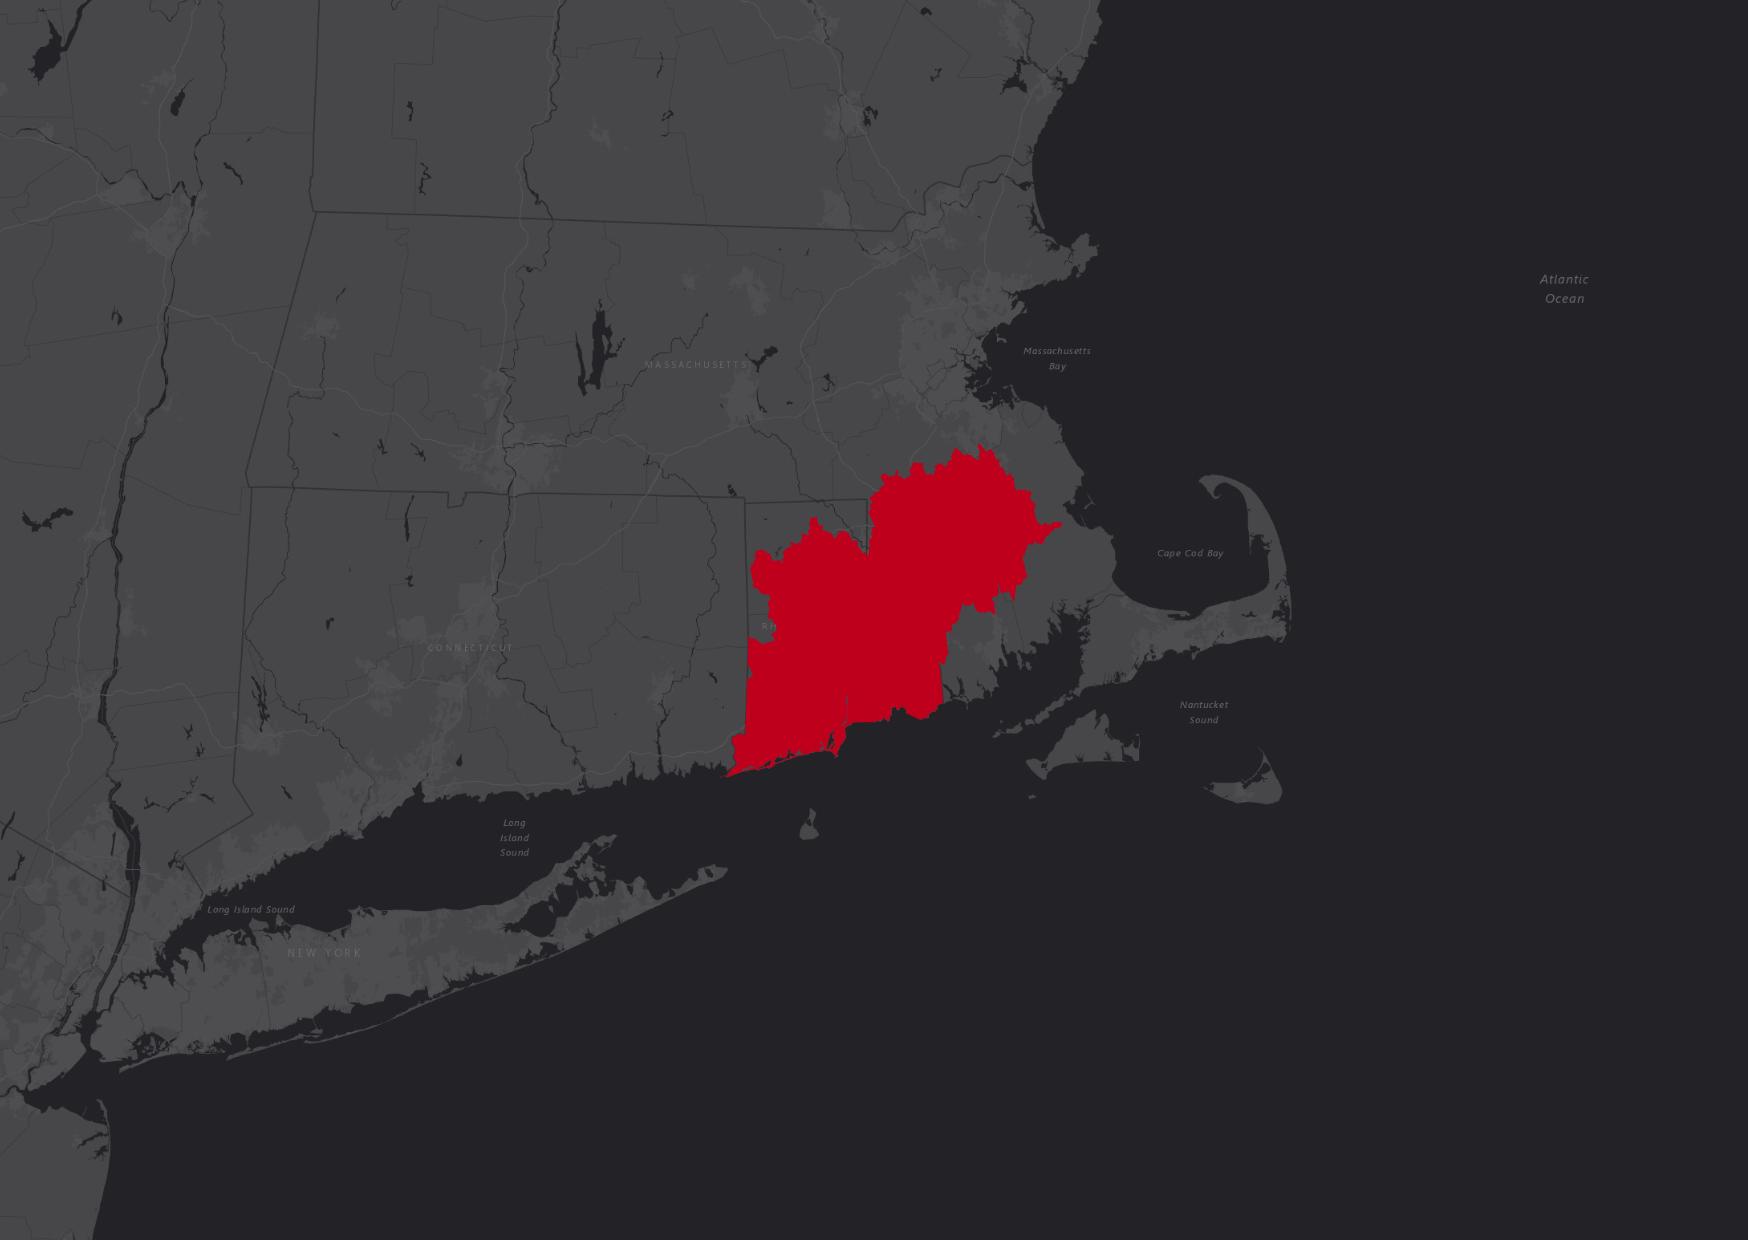 Atlantic
Ocean
Massachusetts
Bay
MASSACHUSETTS
Cape Cod Bay
RH
CONNECTICUT
Nantucket
Sound
Long
Island
Sound
Long Island Sound
NEW YORK